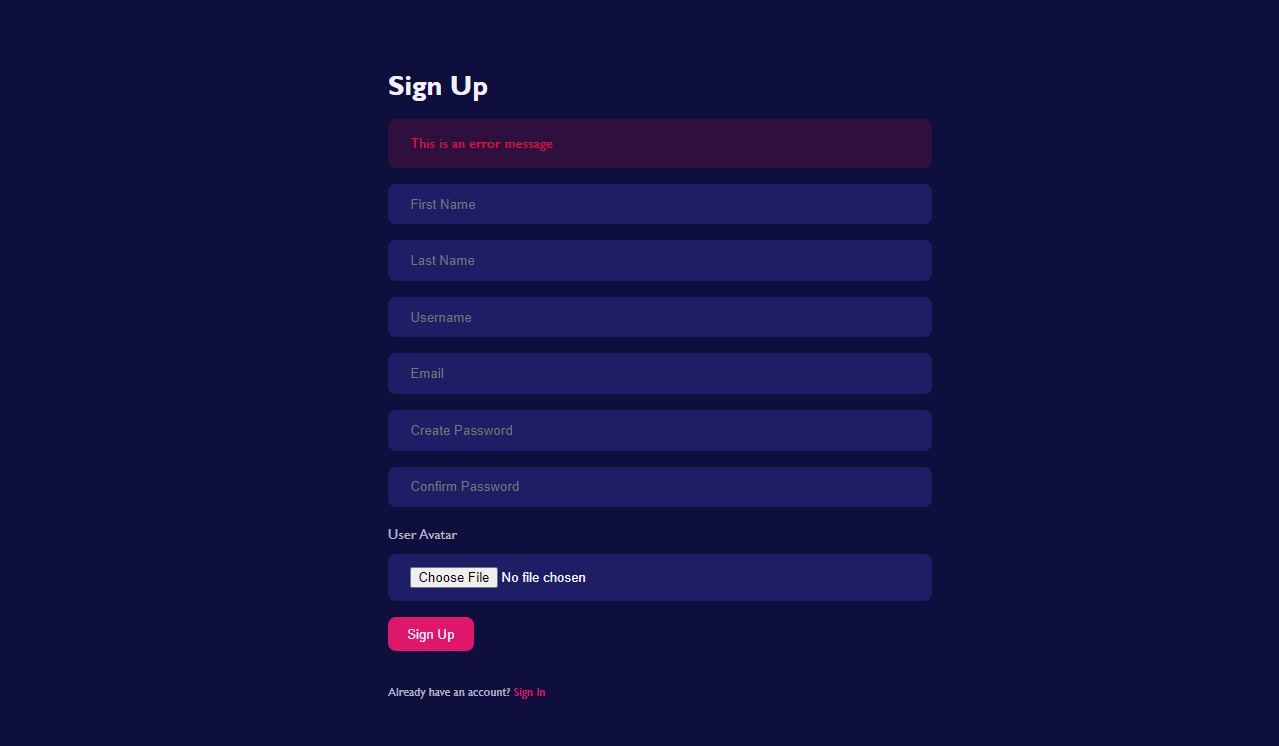 Sign Up
This is an error message
First Name
Last Name
Username
Email
Create Password
Confirm Password
User Avatar
Choose File No file chosen
Sign Up
Already have an account? Sign In